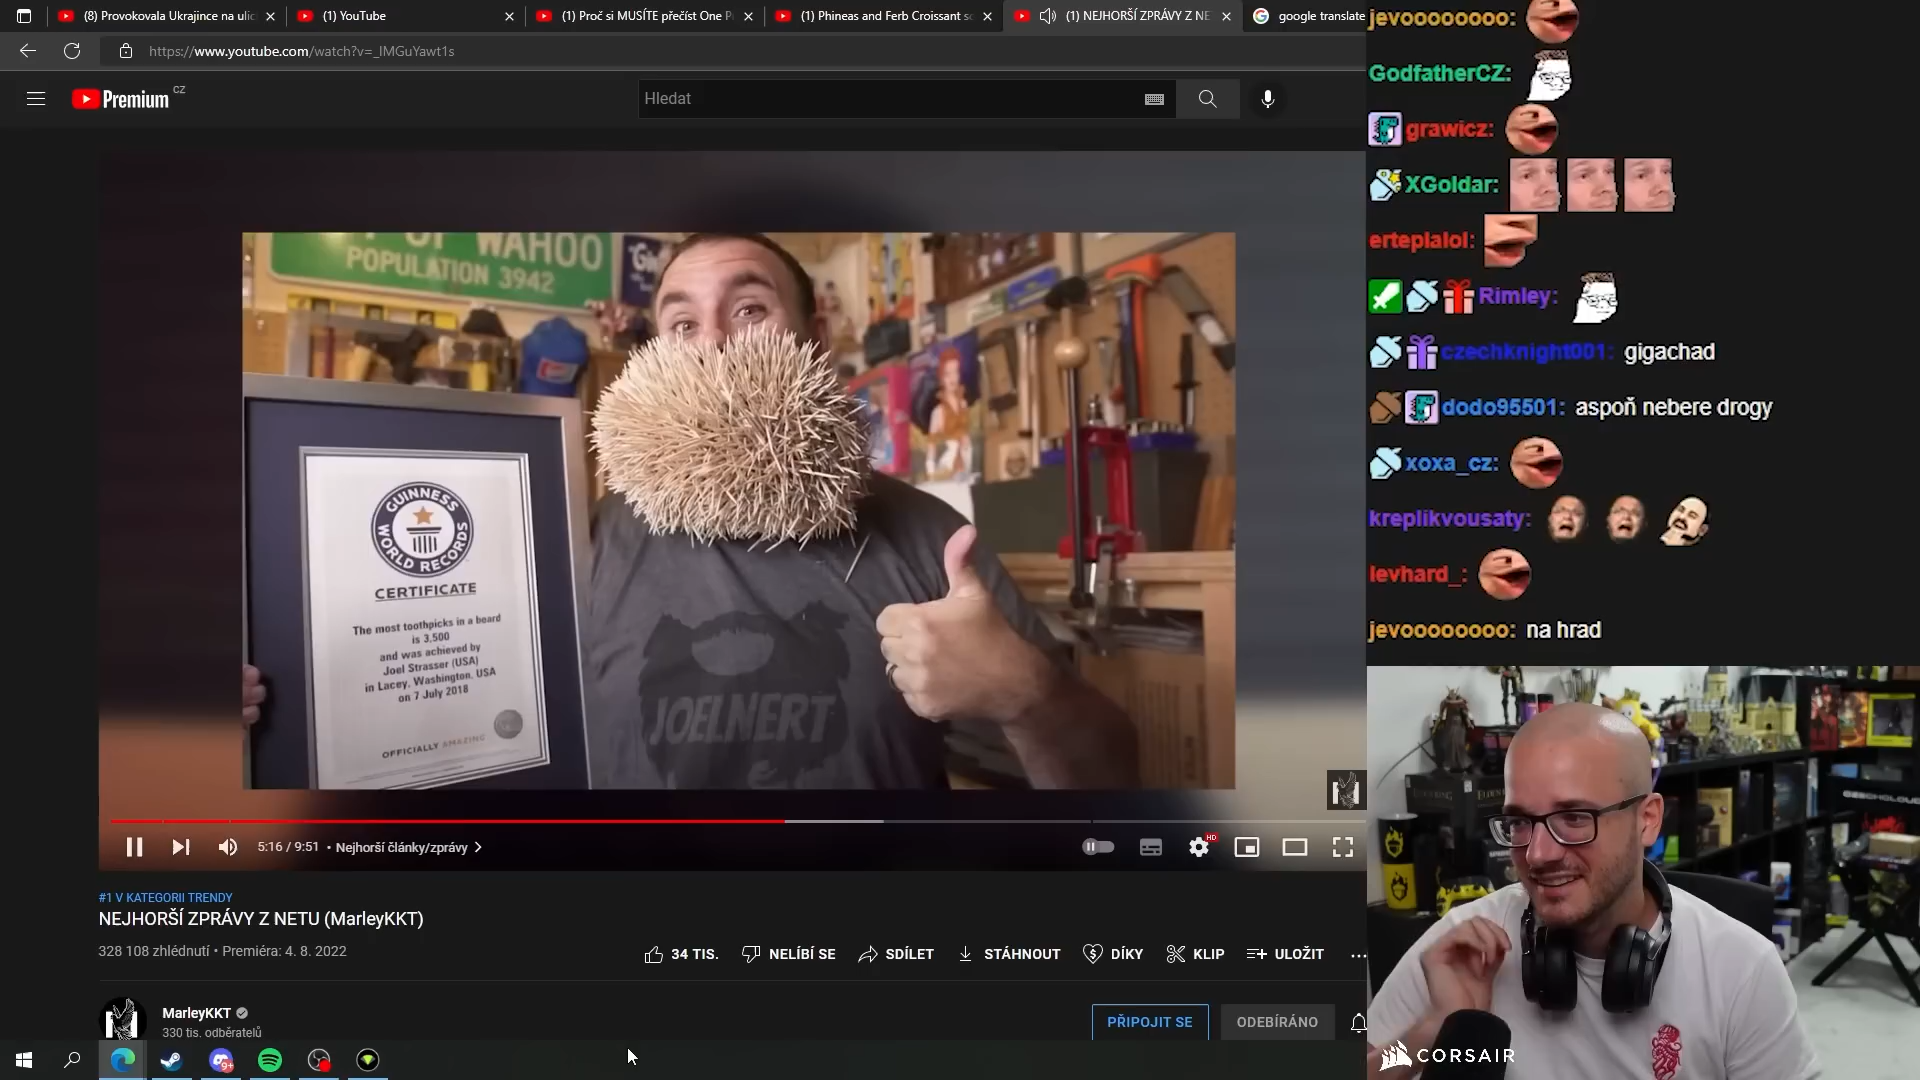 (8) Provokovala Ukrajince na ulic
(1) YouTube
(1) Proč si MUSÍTE přečíst One P
(1) Phineas and Ferb Croissant sc
(1) NEJHORŠÍ ZPRÁVY Z NE
google translate
https://www.youtube.com/watch?v=_IMGuYawt1s
Premium CZ
Hledat
WAHOO
POPULATION 3942
GUINNESS
WORLD RECORDS
CERTIFICATE
The most toothpicks in a beard
is 3,500
and was achieved by
Joel Strasser (USA)
in Lacey, Washington, USA
on 7 July 2018
OFFICIALLY AMAZING
JOELNERT
5:16 / 9:51 • Nejhorší články/zprávy
HD
#1 V KATEGORII TRENDY
NEJHORŠÍ ZPRÁVY Z NETU (MarleyKKT)
328 108 zhlédnutí • Premiéra: 4. 8. 2022
34 TIS.
NELÍBÍ SE
SDÍLET
STÁHNOUT
DÍKY
KLIP
ULOŽIT
MarleyKKT
330 tis. odběratelů
PŘIPOJIT SE
ODEBÍRÁNO
9+
jevoooooooo:
GodfatherCZ:
grawicz:
XGoldar:
erteplalol:
Rimley:
czechknight001: gigachad
dodo95501: aspoň nebere drogy
xoxa_cz:
kreplikvousaty:
levhard_:
jevoooooooo: na hrad
CORSAIR